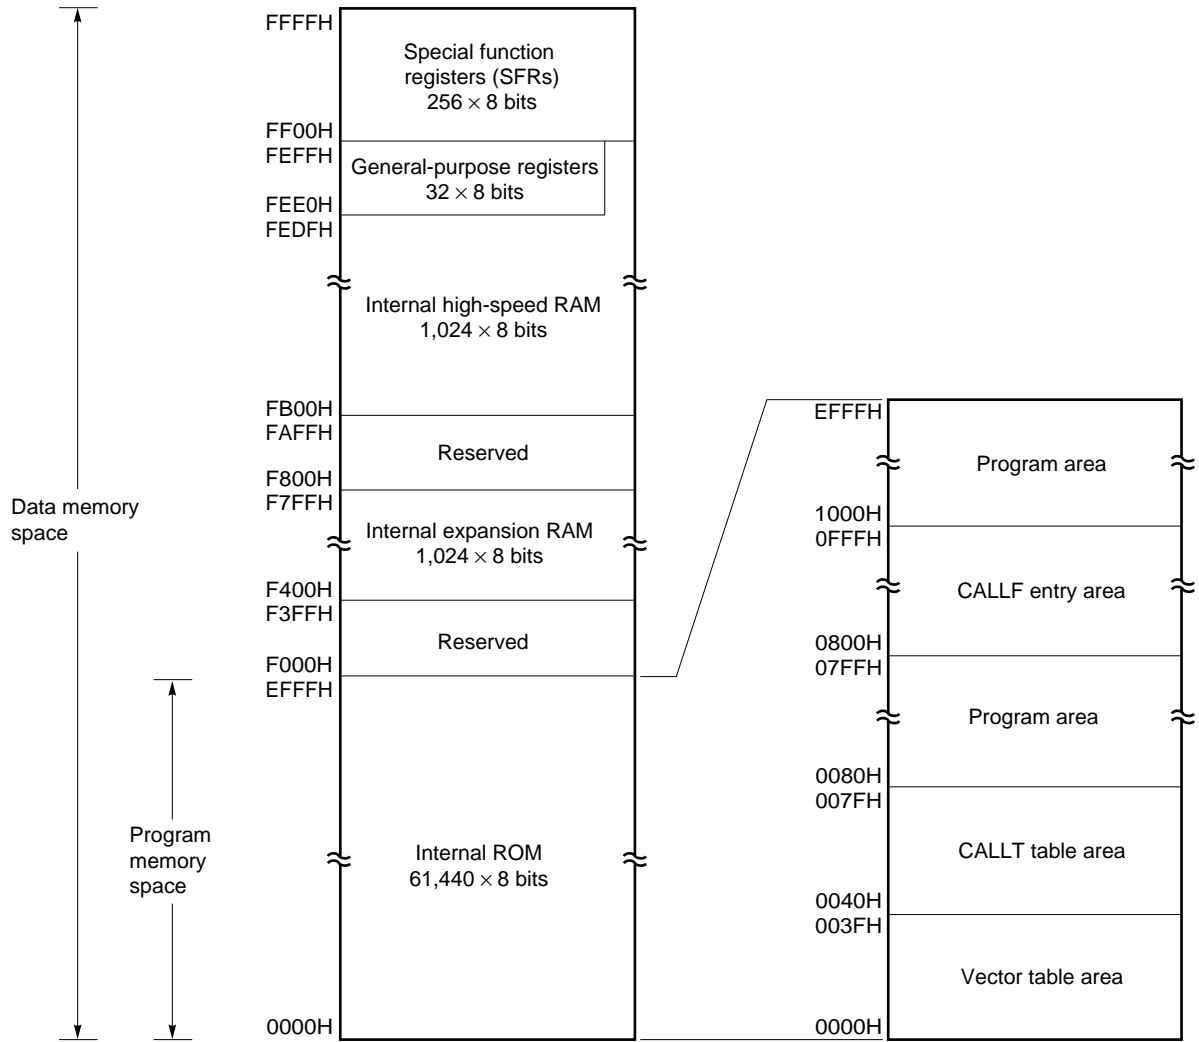 FFFFH
Special function
registers (SFRs)
256 × 8 bits
FF00H
FEFFH
General-purpose registers
32 × 8 bits
FEE0H
FEDFH
Internal high-speed RAM
1,024 × 8 bits
FB00H
FAFFH
Reserved
F800H
F7FFH
Data memory
space
Internal expansion RAM
1,024 × 8 bits
F400H
F3FFH
Reserved
F000H
EFFFH
Program
memory
space
Internal ROM
61,440 × 8 bits
0000H
EFFFH
Program area
1000H
0FFFH
CALLF entry area
0800H
07FFH
Program area
0080H
007FH
CALLT table area
0040H
003FH
Vector table area
0000H